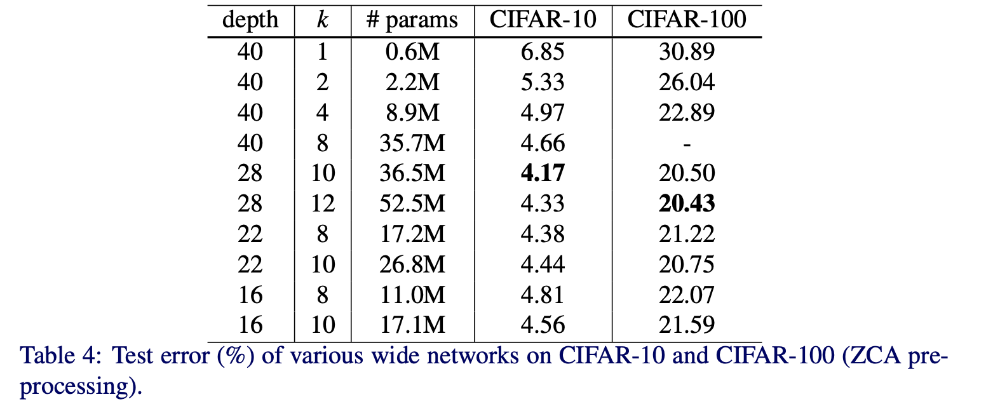 depth k # params CIFAR-10 CIFAR-100
40 1 0.6M 6.85 30.89
40 2 2.2M 5.33 26.04
40 4 8.9M 4.97 22.89
40 8 35.7M 4.66 -
28 10 36.5M 4.17 20.50
28 12 52.5M 4.33 20.43
22 8 17.2M 4.38 21.22
22 10 26.8M 4.44 20.75
16 8 11.0M 4.81 22.07
16 10 17.1M 4.56 21.59
Table 4: Test error (%) of various wide networks on CIFAR-10 and CIFAR-100 (ZCA pre-
processing).